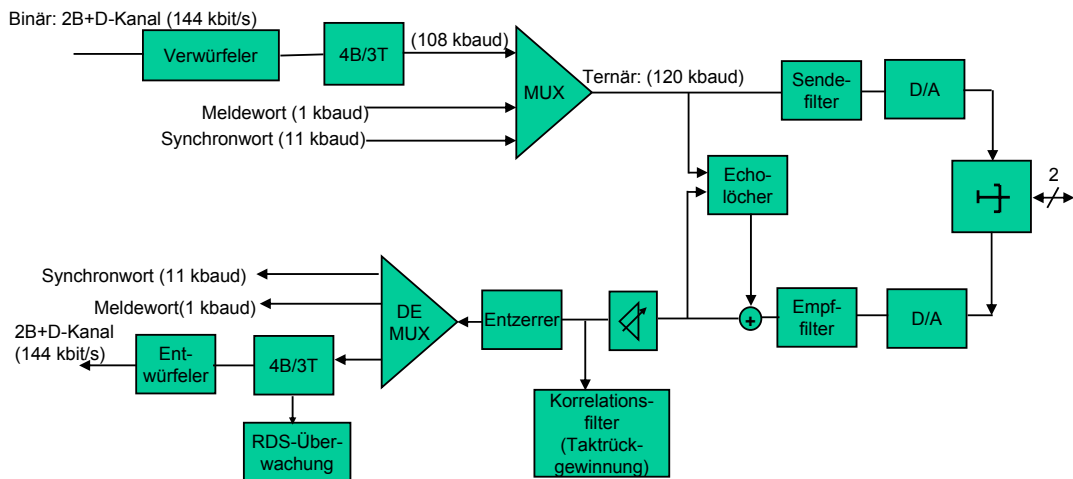 Binär: 2B+D-Kanal (144 kbit/s)
Verwürfeler
4B/3T
(108 kbaud)
MUX
Ternär: (120 kbaud)
Sende-
filter
D/A
Meldewort (1 kbaud)
Synchronwort (11 kbaud)
Echo-
löcher
2
Synchronwort (11 kbaud)
Meldewort(1 kbaud)
2B+D-Kanal
(144 kbit/s)
Ent-
würfeler
4B/3T
DE
MUX
Entzerrer
+
Empf-
filter
D/A
RDS-Über-
wachung
Korrelations-
filter
(Taktrück-
gewinnung)